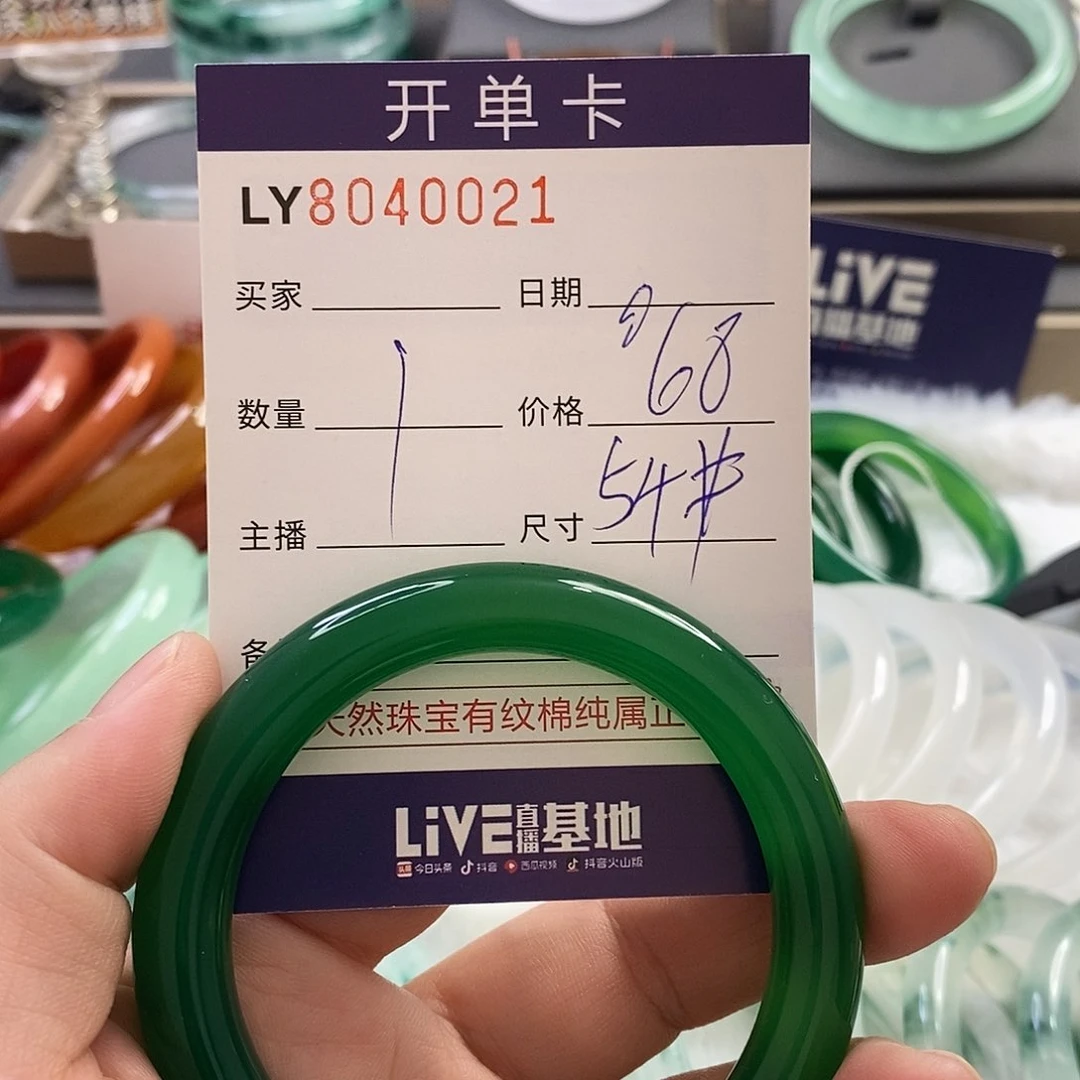 开单卡
LY8040021
买家 日期
数量 1 价格 68
主播 尺寸 54#
天然珠宝有纹棉纯属正
LiVE直播基地
今日头条 抖音 西瓜视频 抖音火山版
LiVE
直播基地